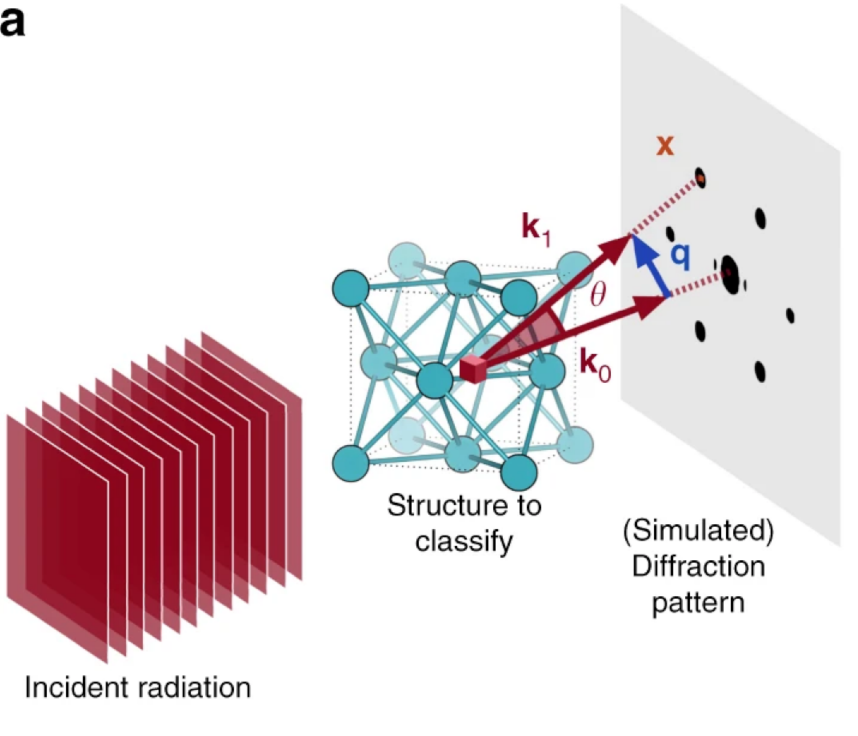 a
x
k₁
q
θ
k₀
Structure to
classify
(Simulated)
Diffraction
pattern
Incident radiation